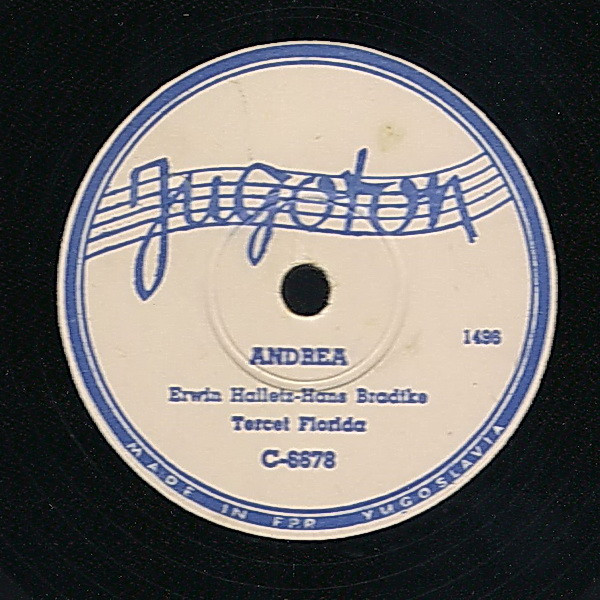 Jugoton
1496
ANDREA
Erwin Halletz-Hans Bradtke
Tercet Florida
C-6678
MADE IN FPR YUGOSLAVIA